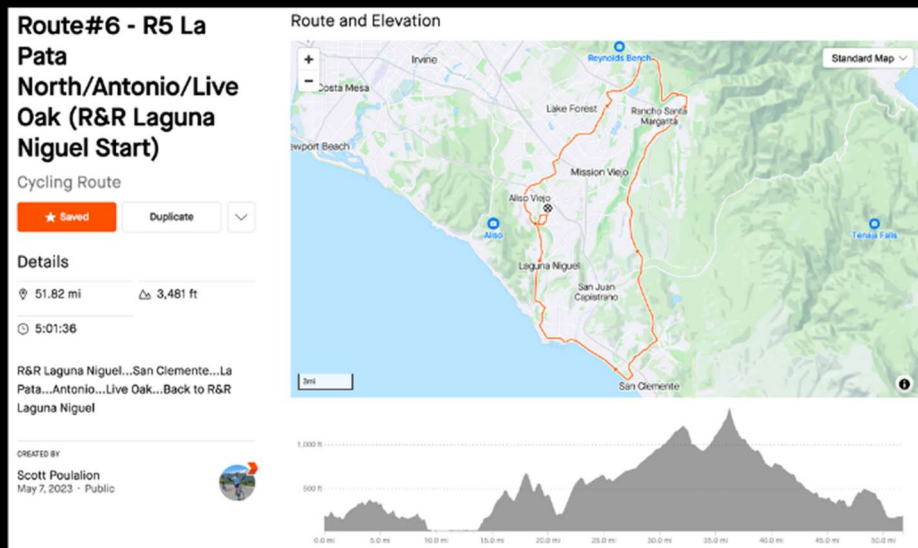 Route#6 - R5 La
Pata
North/Antonio/Live
Oak (R&R Laguna
Niguel Start)
Cycling Route
Saved
Duplicate
Details
51.82 mi
3,481 ft
5:01:36
R&R Laguna Niguel...San Clemente...La
Pata...Antonio...Live Oak...Back to R&R
Laguna Niguel
CREATED BY
Scott Poulalion
May 7, 2023 · Public
Route and Elevation
+
−
Standard Map
Reynolds Bench
Irvine
Costa Mesa
Lake Forest
Rancho Santa
Margarita
ewport Beach
Mission Viejo
Aliso Viejo
Aliso
Tenaja Falls
Laguna Niguel
San Juan
Capistrano
3mi
San Clemente
1,000 ft
500 ft
0.0 mi
5.0 mi
10.0 mi
15.0 mi
20.0 mi
25.0 mi
30.0 mi
35.0 mi
40.0 mi
45.0 mi
50.0 mi